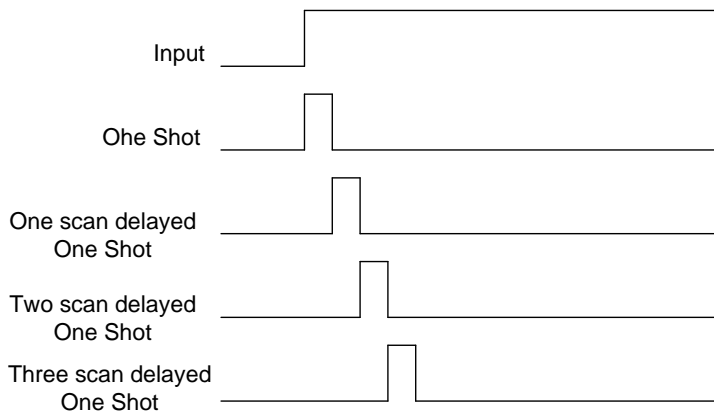 Input
Ohe Shot
One scan delayed
One Shot
Two scan delayed
One Shot
Three scan delayed
One Shot